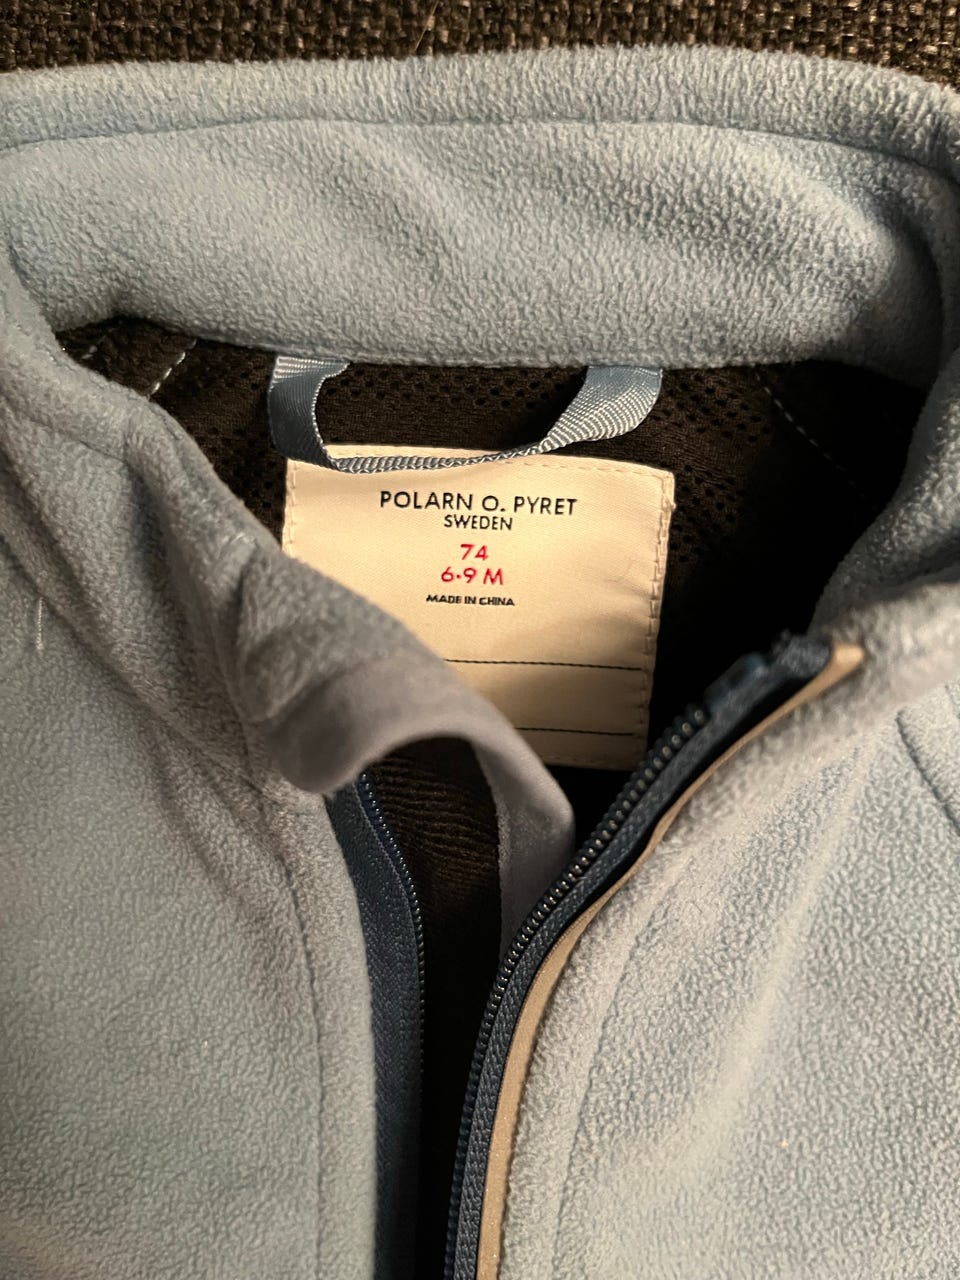 POLARN O. PYRET
SWEDEN
74
6-9 M
MADE IN CHINA